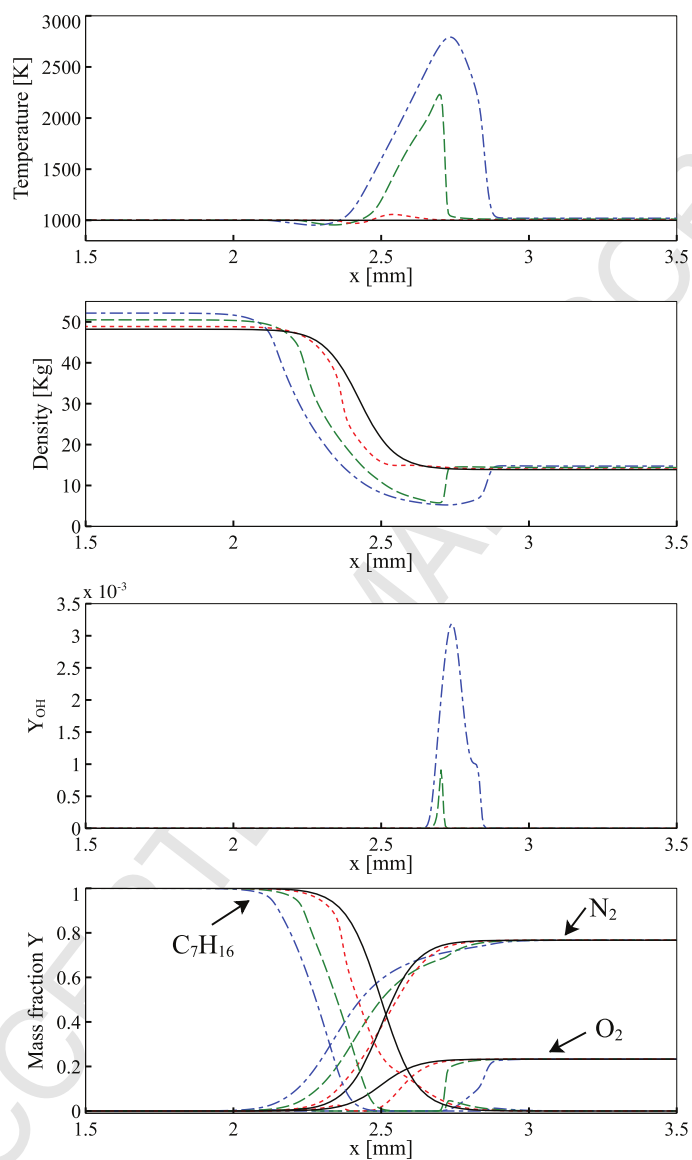 3000
2500
2000
1500
1000
Temperature [K]
1.5 2 2.5 3 3.5
x [mm]
50
40
30
20
10
0
Density [Kg]
1.5 2 2.5 3 3.5
x [mm]
x 10⁻³
3.5
3
2.5
2
1.5
1
0.5
0
Y_OH
1.5 2 2.5 3 3.5
x [mm]
1
0.8
0.6
0.4
0.2
0
Mass fraction Y
C₇H₁₆
N₂
O₂
1.5 2 2.5 3 3.5
x [mm]